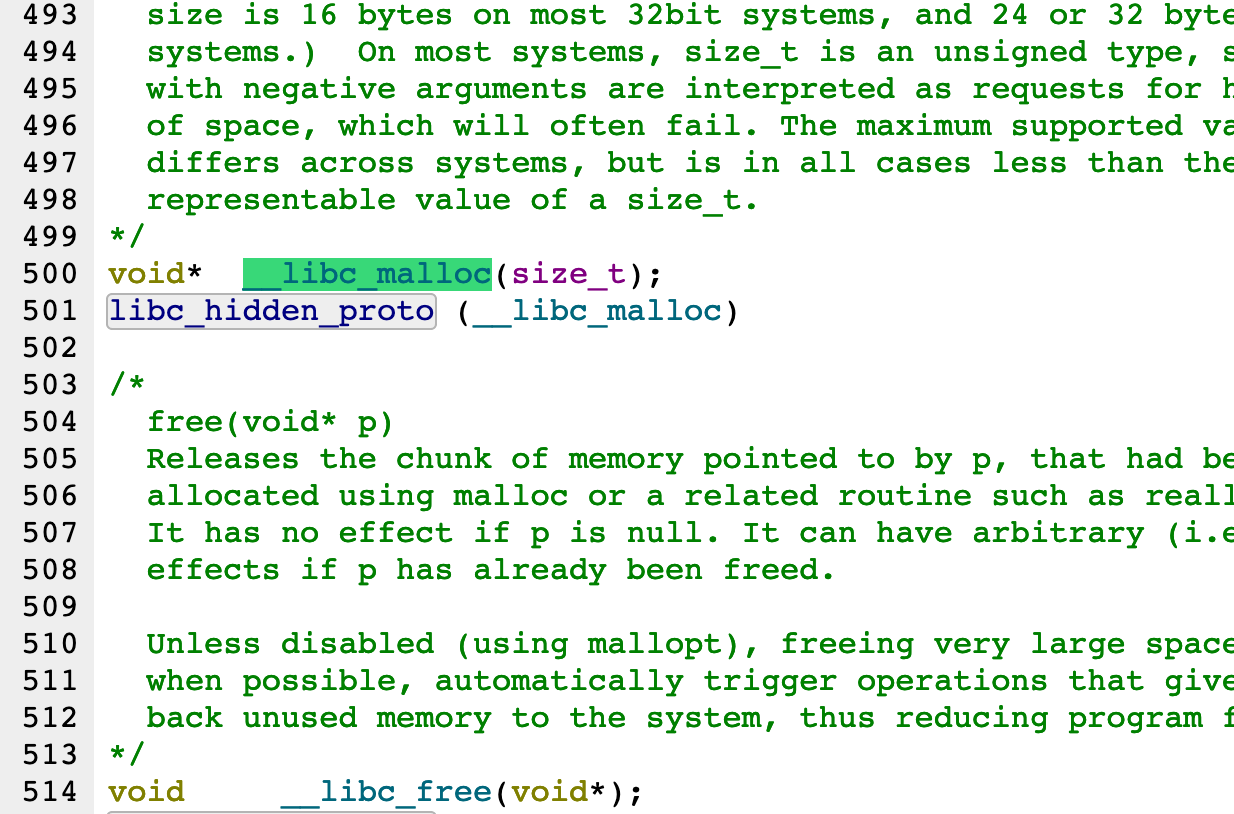 493 size is 16 bytes on most 32bit systems, and 24 or 32
494 systems.)  On most systems, size_t is an unsigned type,
495 with negative arguments are interpreted as requests for
496 of space, which will often fail. The maximum supported
497 differs across systems, but is in all cases less than the
498 representable value of a size_t.
499 */
500 void*  __libc_malloc(size_t);
501 libc_hidden_proto (__libc_malloc)
502
503 /*
504 free(void* p)
505 Releases the chunk of memory pointed to by p, that had
506 allocated using malloc or a related routine such as
507 It has no effect if p is null. It can have arbitrary
508 effects if p has already been freed.
509
510 Unless disabled (using mallopt), freeing very large
511 when possible, automatically trigger operations that give
512 back unused memory to the system, thus reducing program
513 */
514 void     __libc_free(void*);